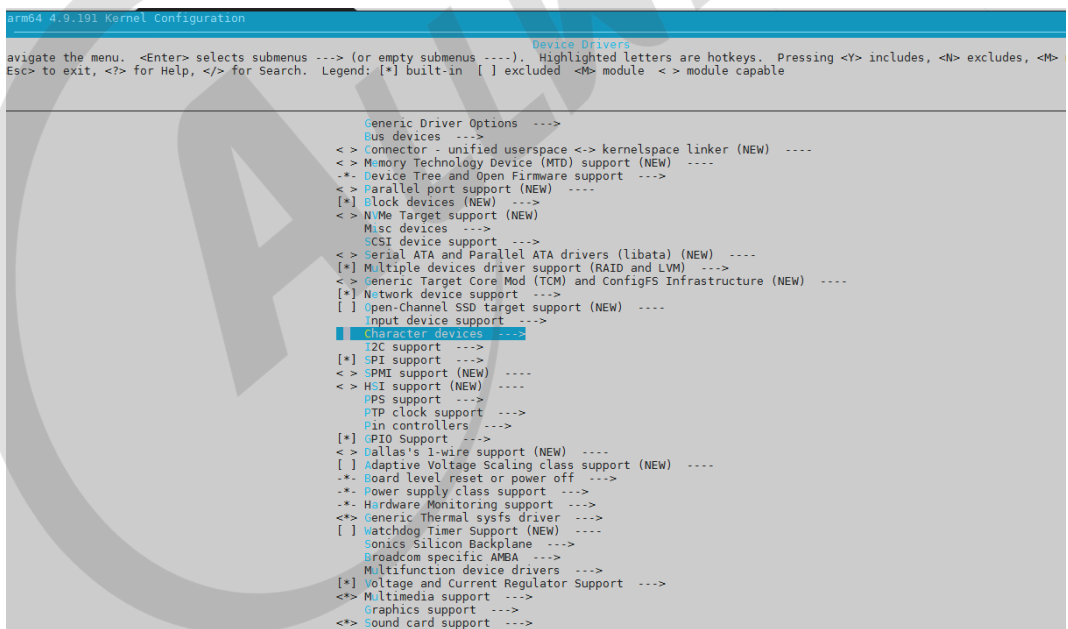 arm64 4.9.191 Kernel Configuration
Device Drivers
avigate the menu.  <Enter> selects submenus ---> (or empty submenus ----).  Highlighted letters are hotkeys.  Pressing <Y> includes, <N> excludes, <M>
Esc> to exit, <?> for Help, </> for Search.  Legend: [*] built-in  [ ] excluded  <M> module  < > module capable
Generic Driver Options  --->
Bus devices  --->
< > Connector - unified userspace <-> kernelspace linker (NEW)  ----
< > Memory Technology Device (MTD) support (NEW)  ----
-*- Device Tree and Open Firmware support  --->
< > Parallel port support (NEW)  ----
[*] Block devices (NEW)  --->
< > NVMe Target support (NEW)
Misc devices  --->
SCSI device support  --->
< > Serial ATA and Parallel ATA drivers (libata) (NEW)  ----
[*] Multiple devices driver support (RAID and LVM)  --->
< > Generic Target Core Mod (TCM) and ConfigFS Infrastructure (NEW)  ----
[*] Network device support  --->
[ ] Open-Channel SSD target support (NEW)  ----
Input device support  --->
Character devices  --->
I2C support  --->
[*] SPI support  --->
< > SPMI support (NEW)  ----
< > HSI support (NEW)  ----
PPS support  --->
PTP clock support  --->
Pin controllers  --->
[*] GPIO Support  --->
< > Dallas's 1-wire support (NEW)  ----
[ ] Adaptive Voltage Scaling class support (NEW)  ----
-*- Board level reset or power off  --->
-*- Power supply class support  --->
-*- Hardware Monitoring support  --->
<*> Generic Thermal sysfs driver  --->
[ ] Watchdog Timer Support (NEW)  ----
Sonics Silicon Backplane  --->
Broadcom specific AMBA  --->
Multifunction device drivers  --->
[*] Voltage and Current Regulator Support  --->
<*> Multimedia support  --->
Graphics support  --->
<*> Sound card support  --->